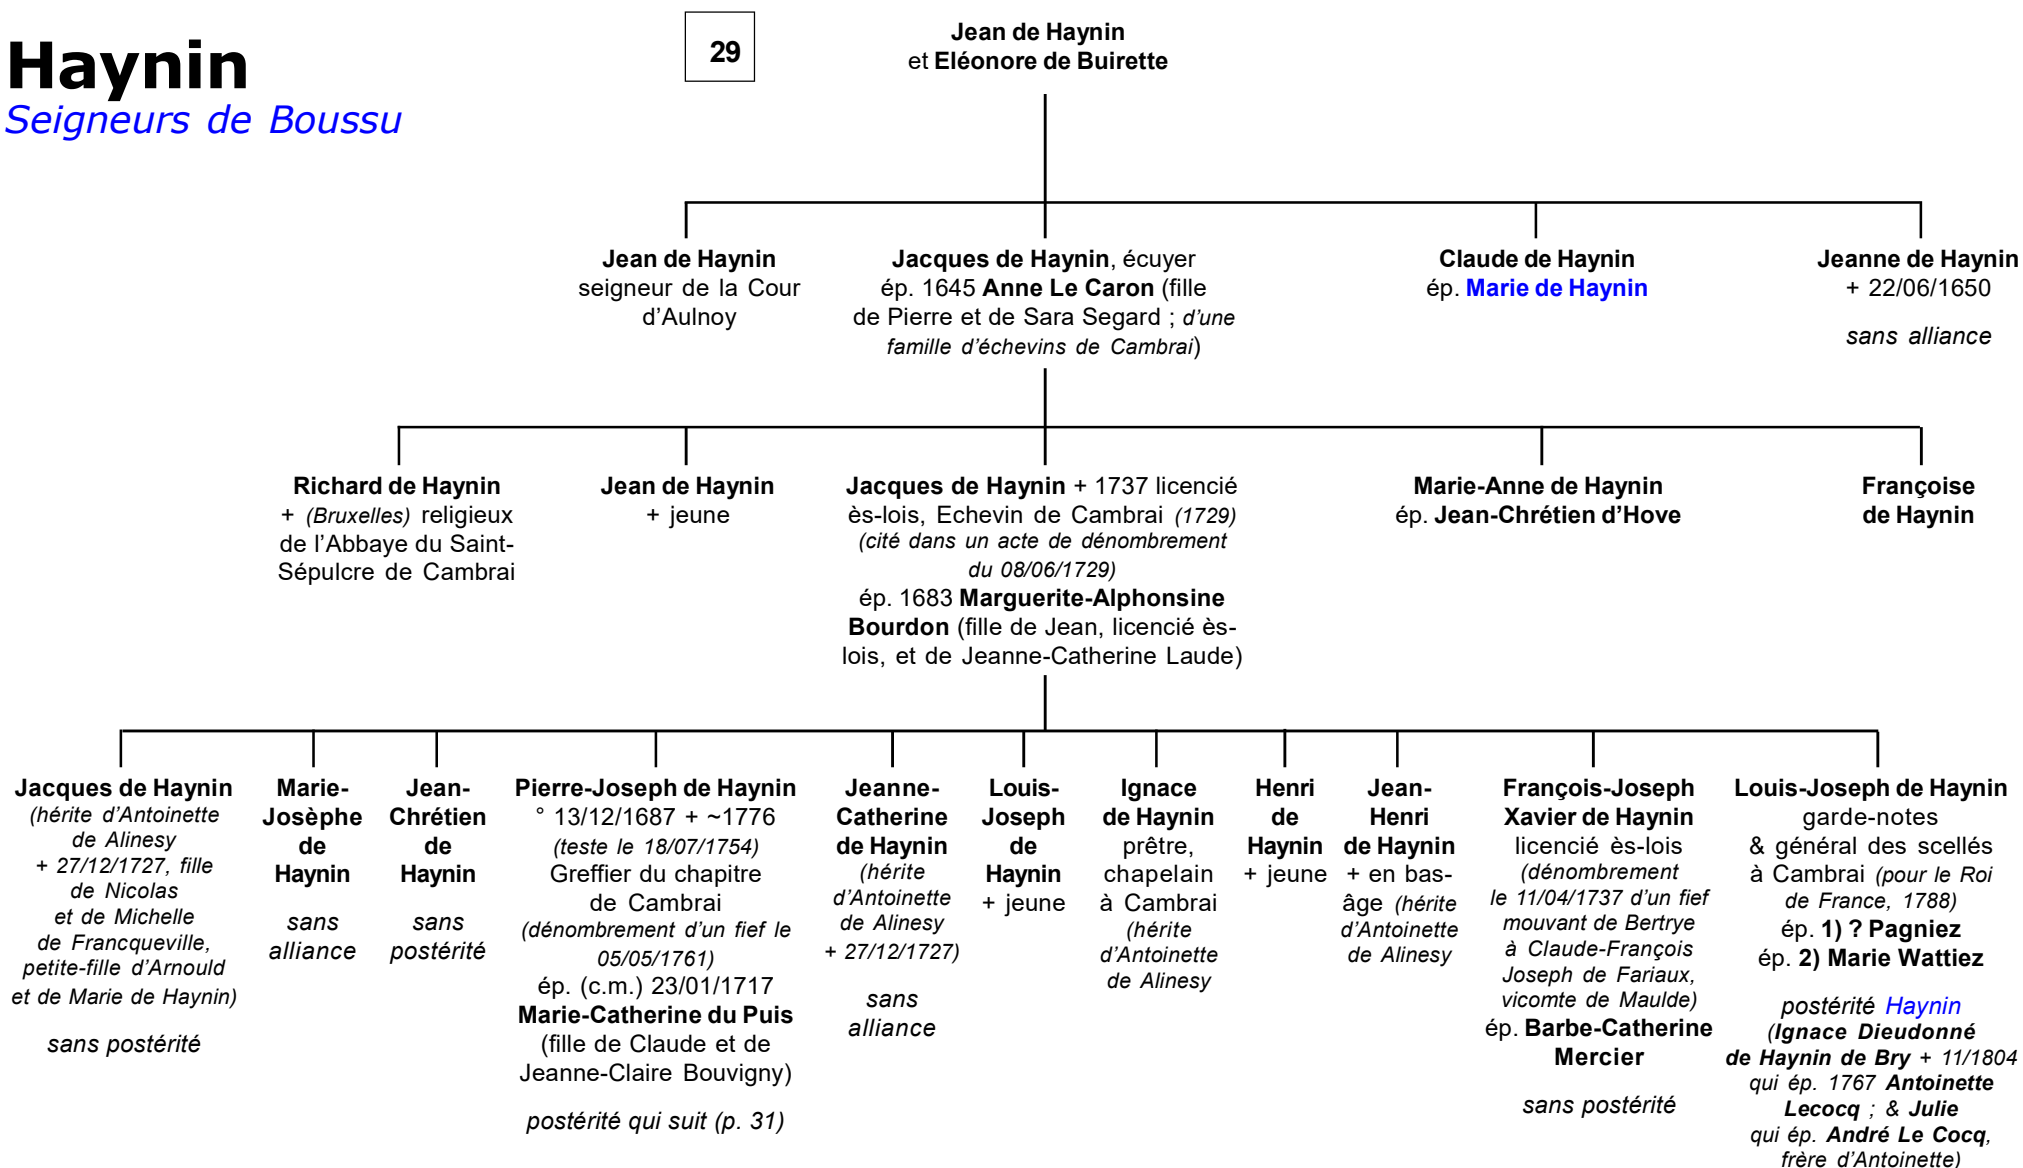 Haynin
Seigneurs de Boussu
29
Jean de Haynin
et Eléonore de Buirette
Jean de Haynin
seigneur de la Cour
d’Aulnoy
Jacques de Haynin, écuyer
ép. 1645 Anne Le Caron (fille
de Pierre et de Sara Segard ; d’une
famille d’échevins de Cambrai)
Claude de Haynin
ép. Marie de Haynin
Jeanne de Haynin
+ 22/06/1650
sans alliance
Richard de Haynin
+ (Bruxelles) religieux
de l’Abbaye du Saint-
Sépulcre de Cambrai
Jean de Haynin
+ jeune
Jacques de Haynin + 1737 licencié
ès-lois, Echevin de Cambrai (1729)
(cité dans un acte de dénombrement
du 08/06/1729)
ép. 1683 Marguerite-Alphonsine
Bourdon (fille de Jean, licencié ès-
lois, et de Jeanne-Catherine Laude)
Marie-Anne de Haynin
ép. Jean-Chrétien d’Hove
Françoise
de Haynin
Jacques de Haynin
(hérite d’Antoinette
de Alinesy
+ 27/12/1727, fille
de Nicolas
et de Michelle
de Francqueville,
petite-fille d’Arnould
et de Marie de Haynin)
sans postérité
Marie-
Josèphe
de
Haynin
sans
alliance
Jean-
Chrétien
de
Haynin
sans
postérité
Pierre-Joseph de Haynin
° 13/12/1687 + ~1776
(teste le 18/07/1754)
Greffier du chapitre
de Cambrai
(dénombrement d’un fief le
05/05/1761)
ép. (c.m.) 23/01/1717
Marie-Catherine du Puis
(fille de Claude et de
Jeanne-Claire Bouvigny)
postérité qui suit (p. 31)
Jeanne-
Catherine
de Haynin
(hérite
d’Antoinette
de Alinesy
+ 27/12/1727)
sans
alliance
Louis-
Joseph
de
Haynin
+ jeune
Ignace
de Haynin
prêtre,
chapelain
à Cambrai
(hérite
d’Antoinette
de Alinesy
Henri
de
Haynin
+ jeune
Jean-
Henri
de Haynin
+ en bas-
âge (hérite
d’Antoinette
de Alinesy
François-Joseph
Xavier de Haynin
licencié ès-lois
(dénombrement
le 11/04/1737 d’un fief
mouvant de Bertrye
à Claude-François
Joseph de Fariaux,
vicomte de Maulde)
ép. Barbe-Catherine
Mercier
sans postérité
Louis-Joseph de Haynin
garde-notes
& général des scellés
à Cambrai (pour le Roi
de France, 1788)
ép. 1) ? Pagniez
ép. 2) Marie Wattiez
postérité Haynin
(Ignace Dieudonné
de Haynin de Bry + 11/1804
qui ép. 1767 Antoinette
Lecocq ; & Julie
qui ép. André Le Cocq,
frère d’Antoinette)